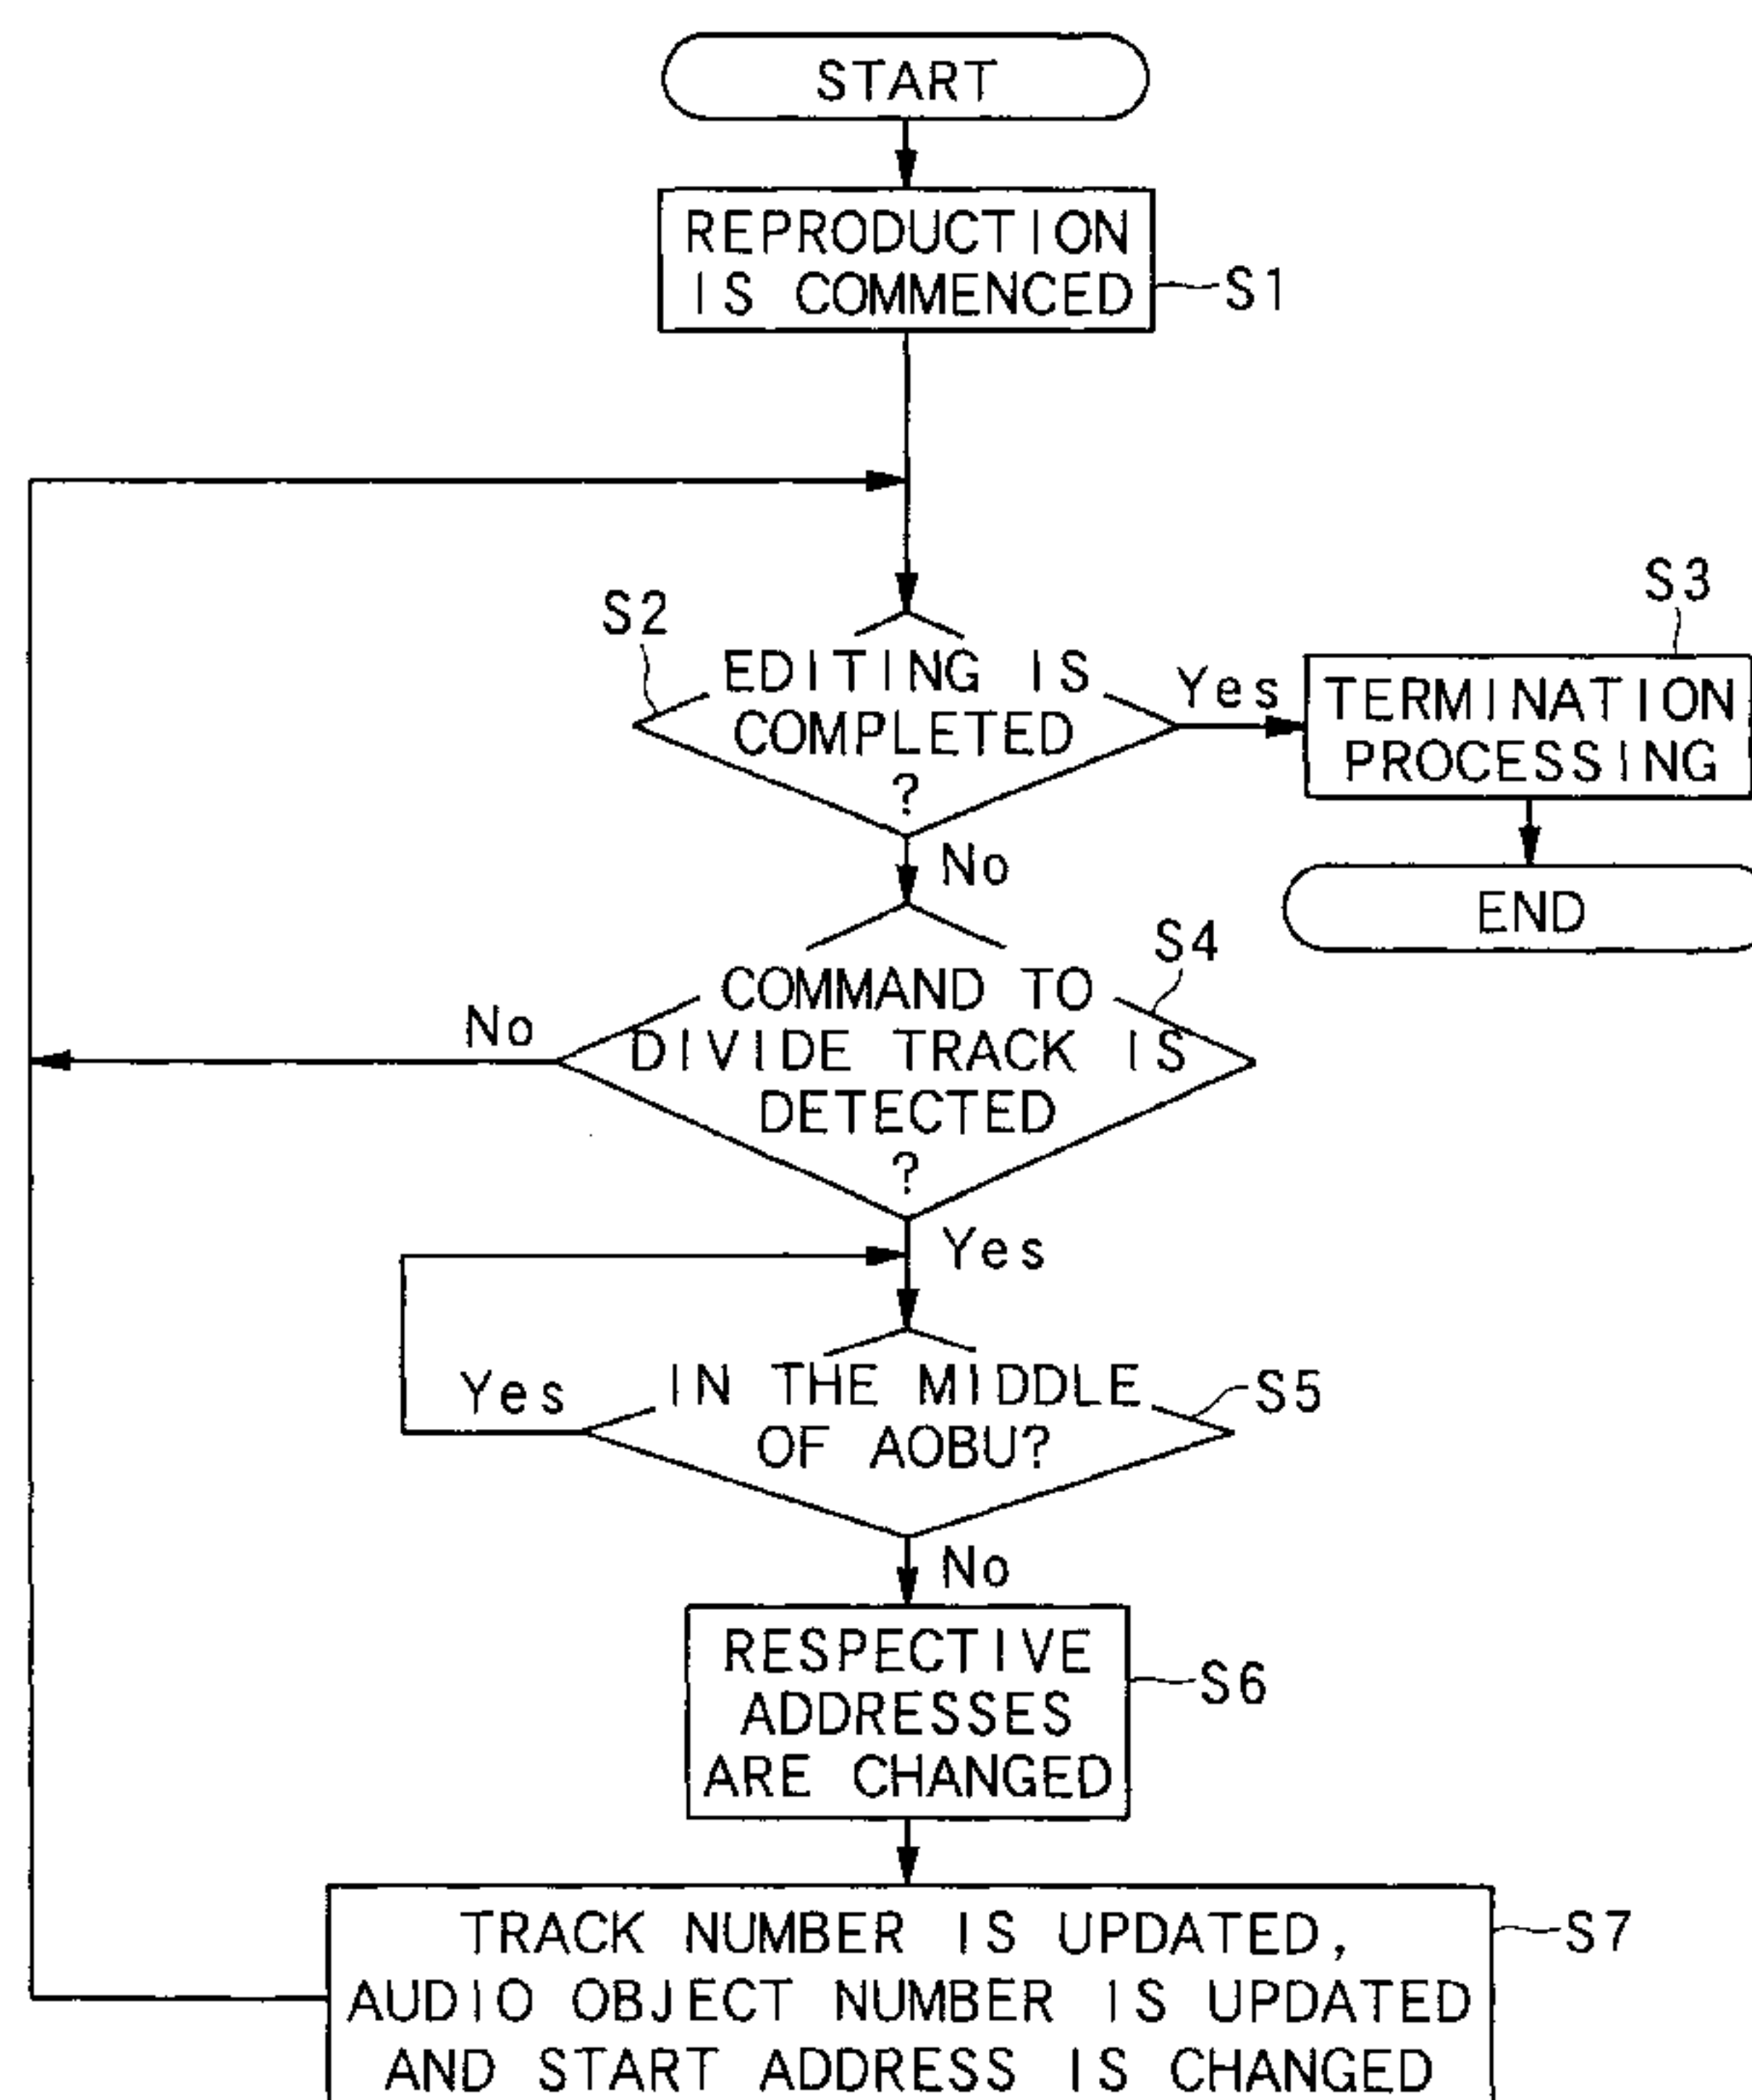 START
REPRODUCTION
IS COMMENCED
S1
S2
EDITING IS
COMPLETED
?
Yes
S3
TERMINATION
PROCESSING
END
No
S4
COMMAND TO
DIVIDE TRACK IS
DETECTED
?
No
Yes
IN THE MIDDLE
OF AOBU?
S5
Yes
No
RESPECTIVE
ADDRESSES
ARE CHANGED
S6
TRACK NUMBER IS UPDATED,
AUDIO OBJECT NUMBER IS UPDATED
AND START ADDRESS IS CHANGED
S7